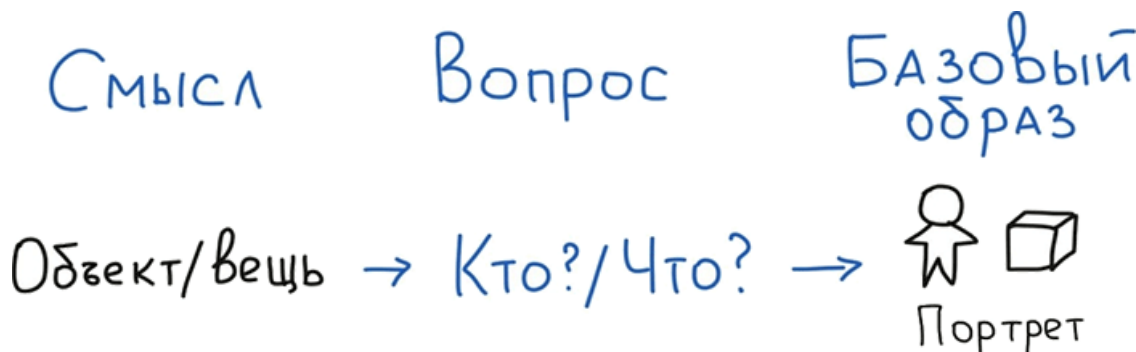 Смысл Вопрос Базовый
образ
Объект/вещь → Кто?/Что? →
Портрет